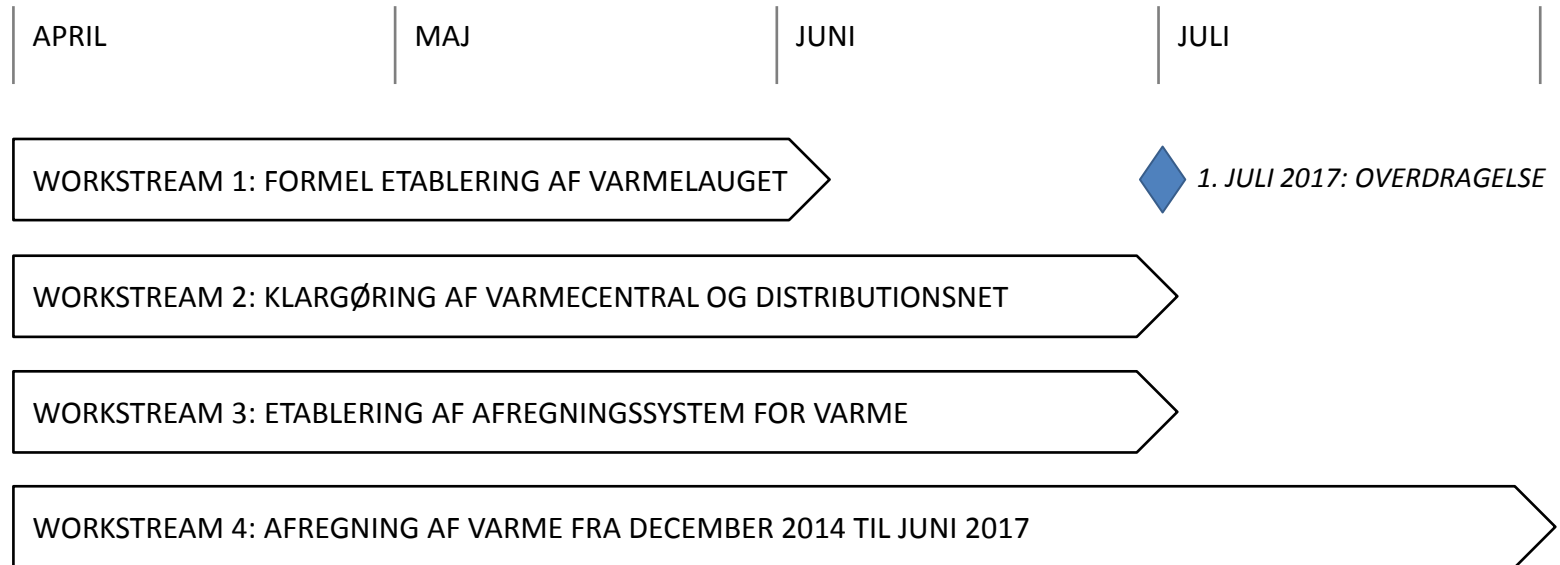 APRIL
MAJ
JUNI
JULI
WORKSTREAM 1: FORMEL ETABLERING AF VARMELAUGET
1. JULI 2017: OVERDRAGELSE
WORKSTREAM 2: KLARGØRING AF VARMECENTRAL OG DISTRIBUTIONSNET
WORKSTREAM 3: ETABLERING AF AFREGNINGSSYSTEM FOR VARME
WORKSTREAM 4: AFREGNING AF VARME FRA DECEMBER 2014 TIL JUNI 2017